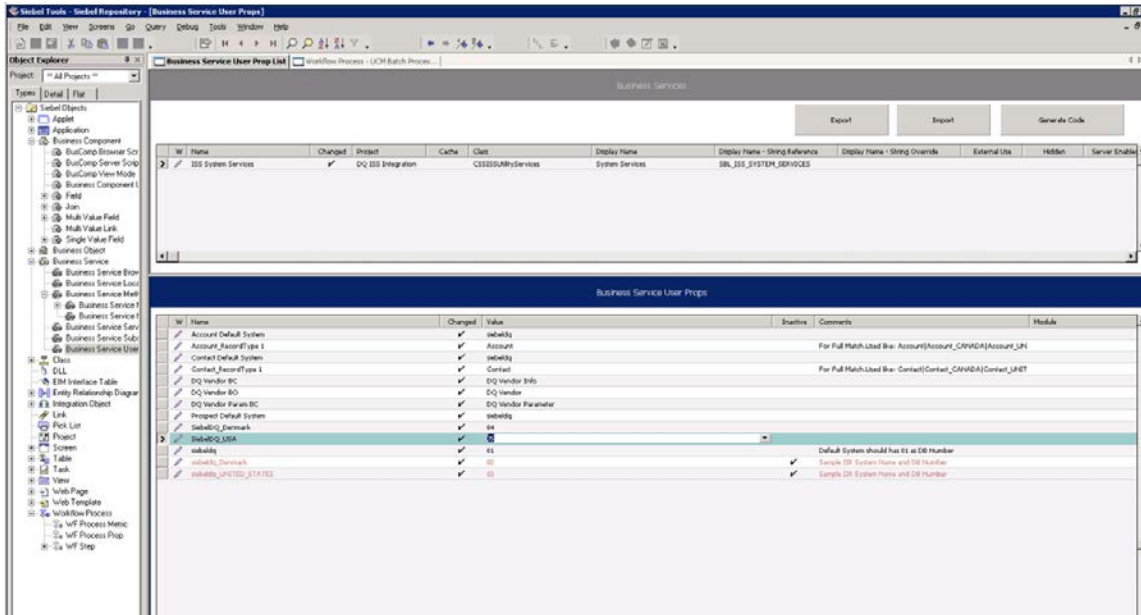 Siebel Tools - Siebel Repository - [Business Service User Props]
File Edit View Screens Go Query Debug Tools Window Help
Object Explorer
Business Service User Prop List
Workflow Process - UCM Batch Proces...
Project: ** All Projects **
Types Detail Flat
Siebel Objects
Applet
Application
Business Component
BusComp Browser Scr
BusComp Server Scrip
BusComp View Mode
Business Component U
Field
Join
Multi Value Field
Multi Value Link
Single Value Field
Business Object
Business Service
Business Service Brow
Business Service Loca
Business Service Meth
Business Service
Business Service
Business Service Serv
Business Service Subs
Business Service User
Class
DLL
EIM Interface Table
Entity Relationship Diagrar
Integration Object
Link
Pick List
Project
Screen
Table
Task
View
Web Page
Web Template
Workflow Process
WF Process Metric
WF Process Prop
WF Step
Business Services
Export Import Generate Code
W Name Changed Project Cache Class Display Name Display Name - String Reference Display Name - String Override External Use Hidden Server Enabled
ISS System Services DQ ISS Integration CSSISSUtilityServices System Services SBL_ISS_SYSTEM_SERVICES
Business Service User Props
W Name Changed Value Inactive Comments Module
Account Default System siebeldq
Account_RecordType 1 Account For Full Match.Used like: Account|Account_CANADA|Account_UNI
Contact Default System siebeldq
Contact_RecordType 1 Contact For Full Match.Used like: Contact|Contact_CANADA|Contact_UNIT
DQ Vendor BC DQ Vendor Info
DQ Vendor BO DQ Vendor
DQ Vendor Param BC DQ Vendor Parameter
Prospect Default System siebeldq
SiebelDQ_Denmark 04
SiebelDQ_USA
siebeldq 01 Default System should has 01 as DB Number
siebeldq_Denmark 02 Sample ISS System Name and DB Number
siebeldq_UNITED_STATES 03 Sample ISS System Name and DB Number